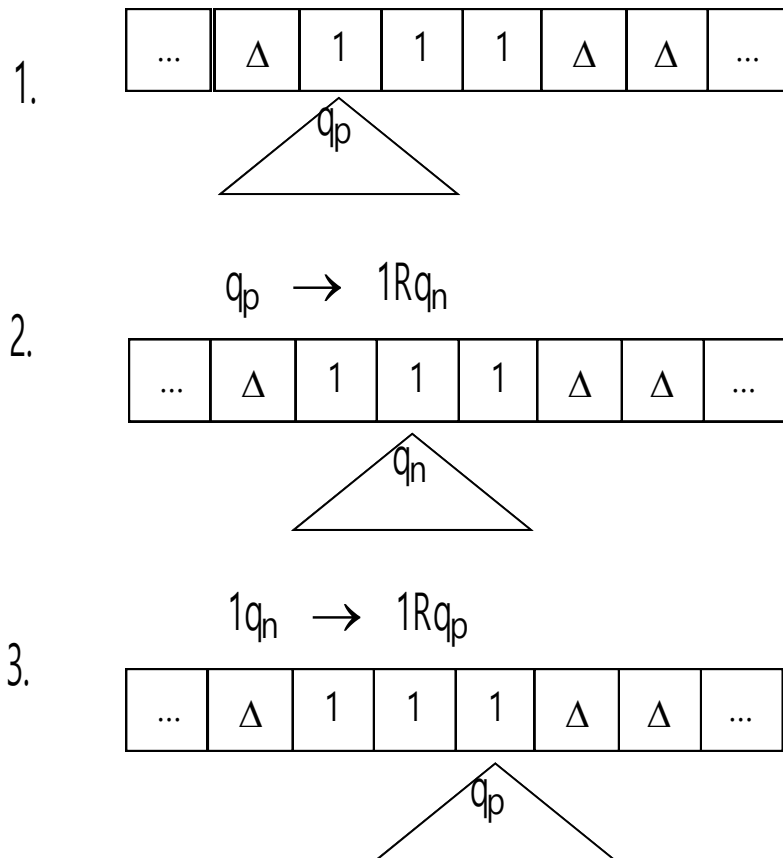 1.
... Δ 1 1 1 Δ Δ ...
qp
qp → 1Rqn
2.
... Δ 1 1 1 Δ Δ ...
qn
1qn → 1Rqp
3.
... Δ 1 1 1 Δ Δ ...
qp